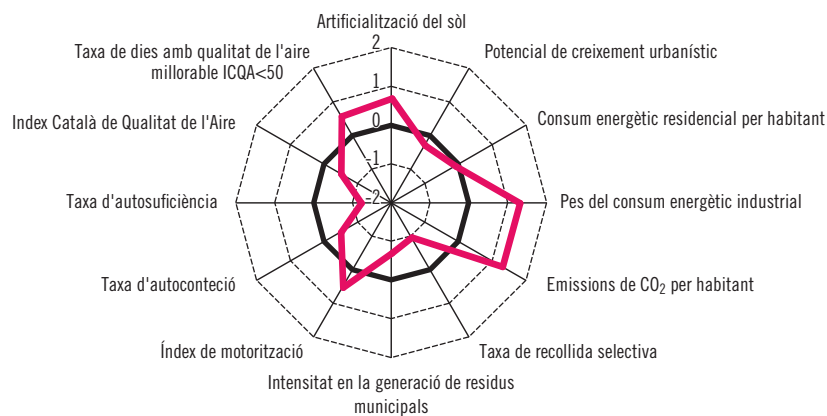 Artificialització del sòl
2
1
0
-1
-2
Potencial de creixement urbanístic
Consum energètic residencial per habitant
Pes del consum energètic industrial
Emissions de CO₂ per habitant
Taxa de recollida selectiva
Intensitat en la generació de residus
municipals
Índex de motorització
Taxa d'autoconteció
Taxa d'autosuficiència
Index Català de Qualitat de l'Aire
Taxa de dies amb qualitat de l'aire
millorable ICQA<50